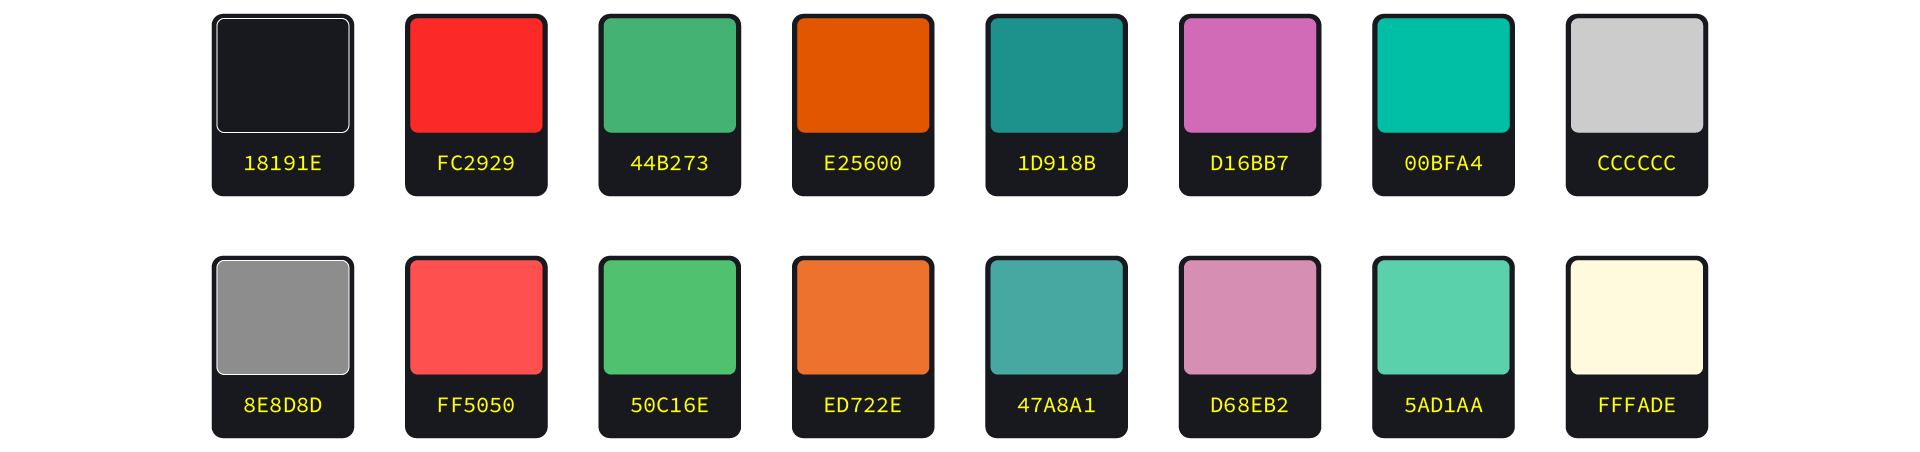 18191E FC2929 44B273 E25600 1D918B D16BB7 00BFA4 CCCCCC
8E8D8D FF5050 50C16E ED722E 47A8A1 D68EB2 5AD1AA FFFADE